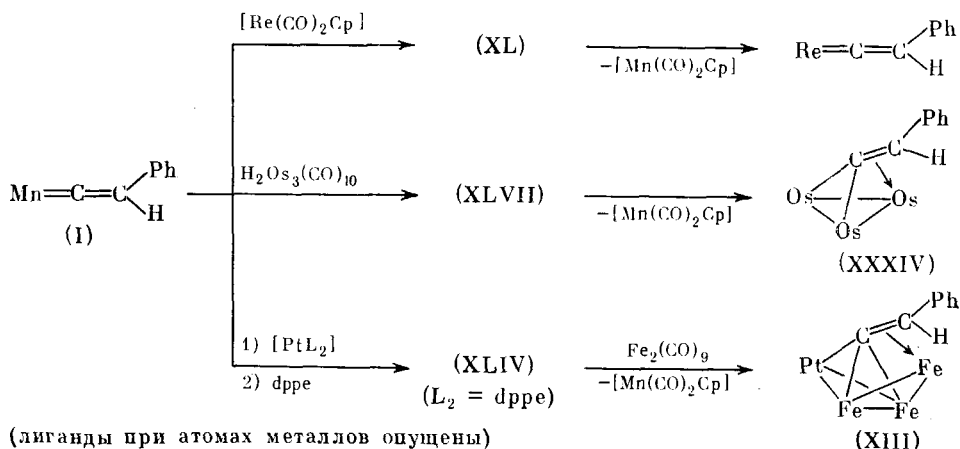 [Re(CO)₂Cp]
(XL)
−[Mn(CO)₂Cp]
Re=C=C
Ph
H
Mn=C=C
Ph
H
(I)
H₂Os₃(CO)₁₀
(XLVII)
−[Mn(CO)₂Cp]
C=C
Ph
H
Os
Os
Os
(XXXIV)
1) [PtL₂]
2) dppe
(XLIV)
(L₂ = dppe)
Fe₂(CO)₉
−[Mn(CO)₂Cp]
C=C
Ph
H
Pt
Fe
Fe
Fe
(XIII)
(лиганды при атомах металлов опущены)